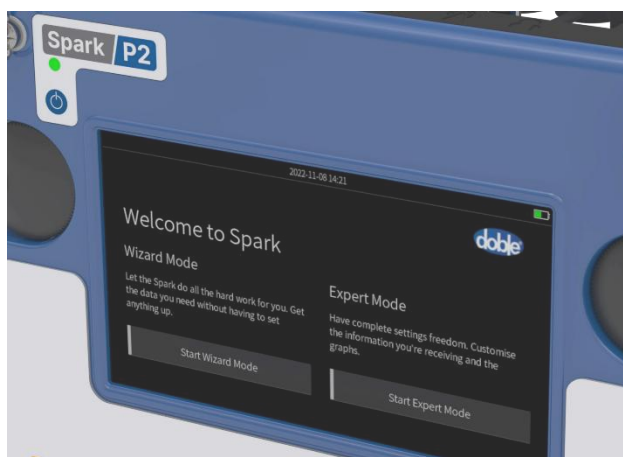 Spark P2
2022-11-08 14:21
doble
Welcome to Spark
Wizard Mode
Let the Spark do all the hard work for you. Get
the data you need without having to set
anything up.
Start Wizard Mode
Expert Mode
Have complete settings freedom. Customise
the information you're receiving and the
graphs.
Start Expert Mode